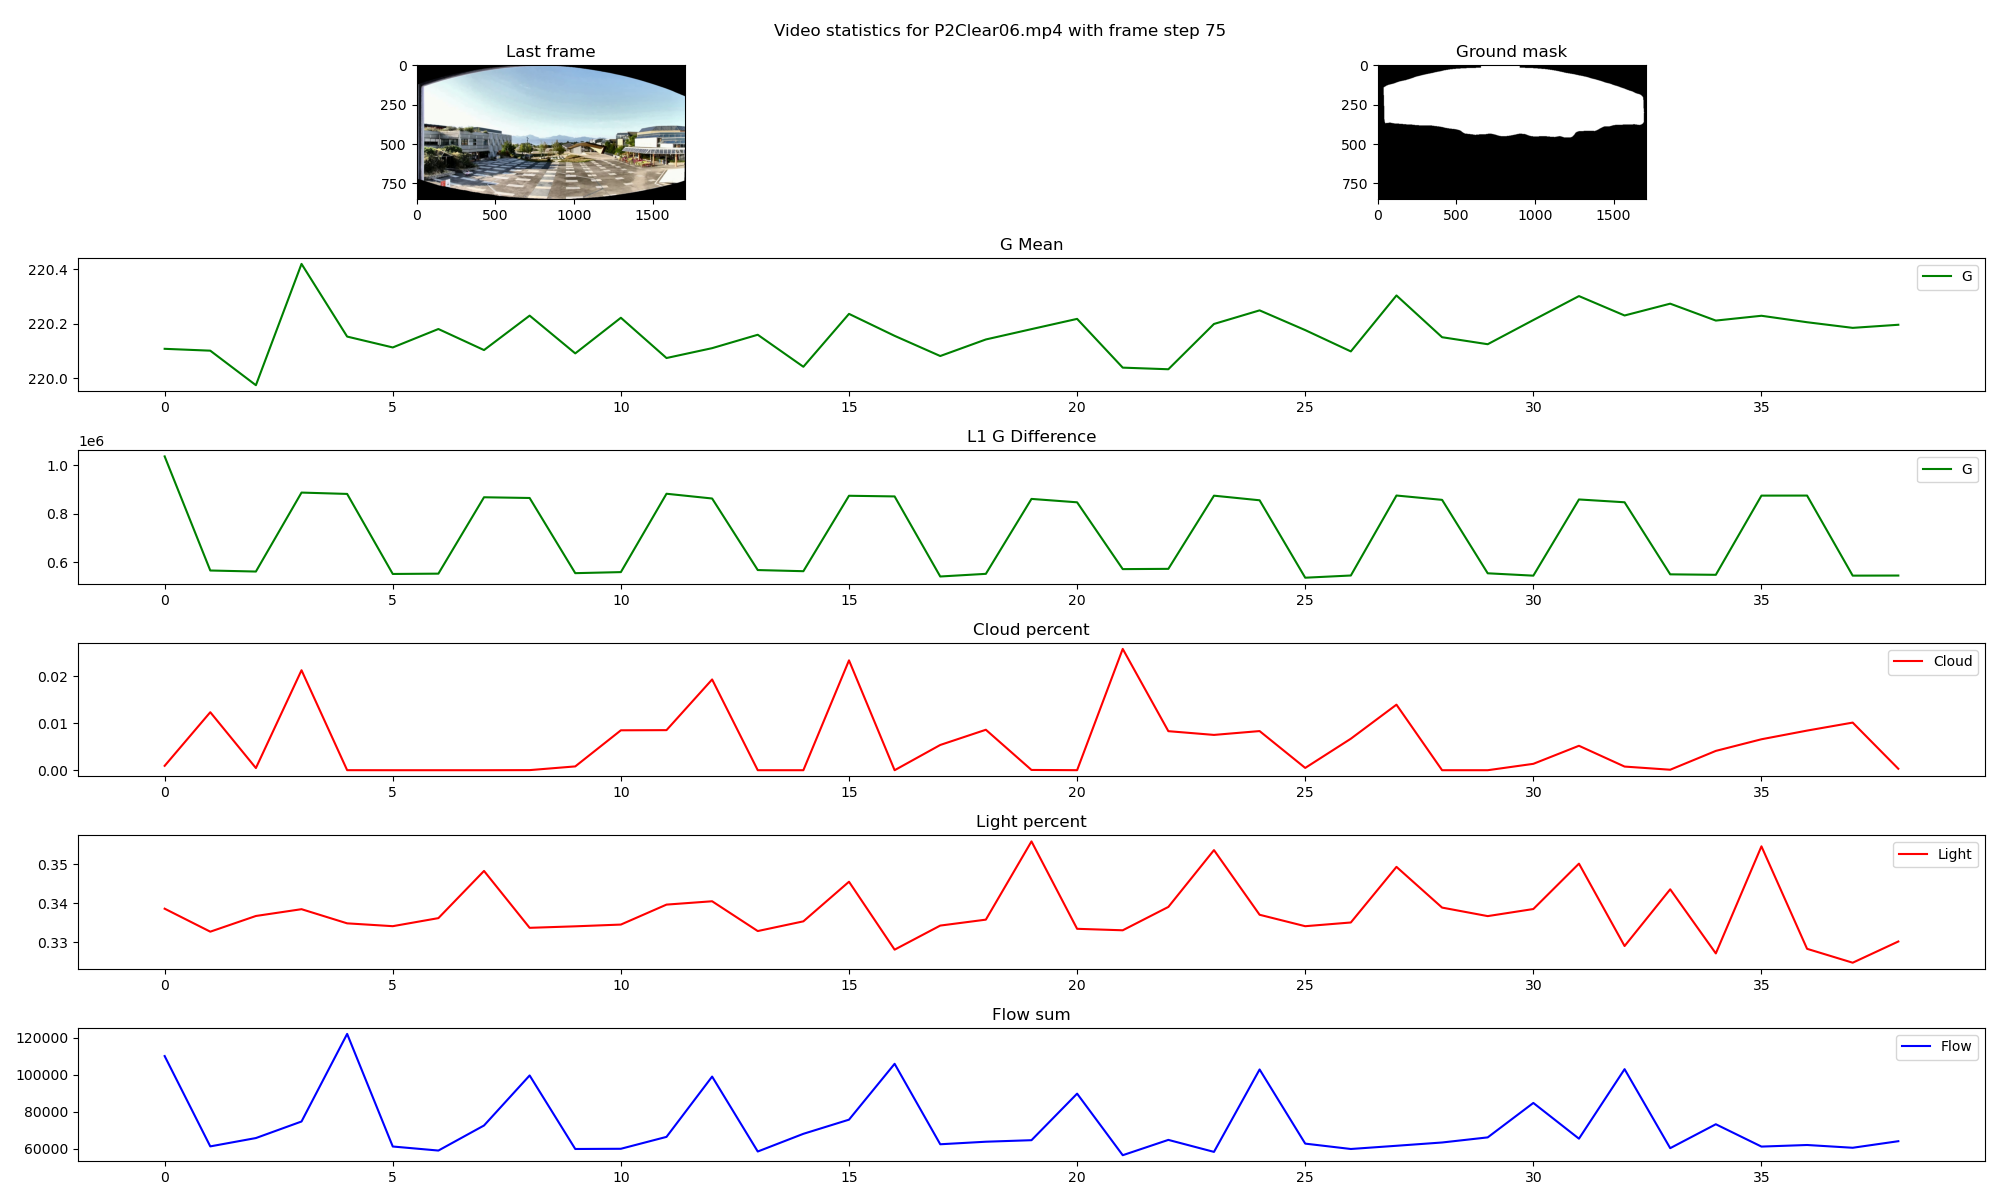 Video statistics for P2Clear06.mp4 with frame step 75
Last frame
0
250
500
750
0 500 1000 1500
Ground mask
0
250
500
750
0 500 1000 1500
G Mean
220.4
220.2
220.0
G
0 5 10 15 20 25 30 35
L1 G Difference
1e6
1.0
0.8
0.6
G
0 5 10 15 20 25 30 35
Cloud percent
0.02
0.01
0.00
Cloud
0 5 10 15 20 25 30 35
Light percent
0.35
0.34
0.33
Light
0 5 10 15 20 25 30 35
Flow sum
120000
100000
80000
60000
Flow
0 5 10 15 20 25 30 35